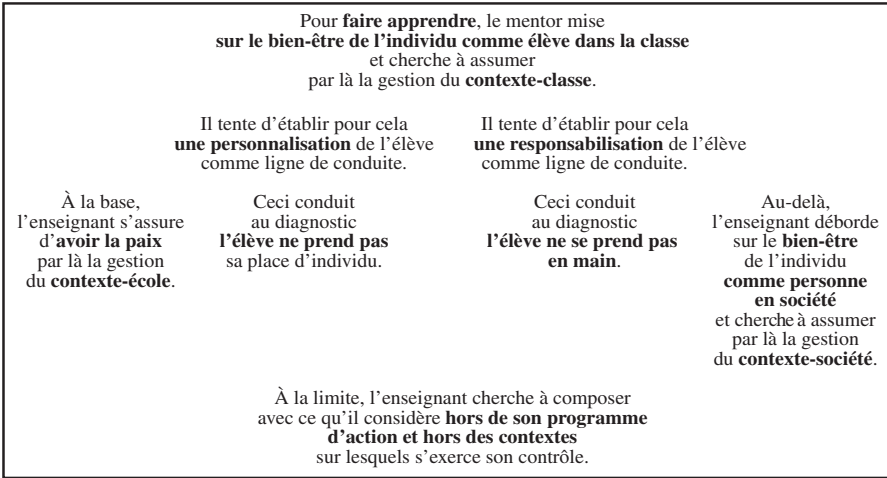 Pour faire apprendre, le mentor mise
sur le bien-être de l’individu comme élève dans la classe
et cherche à assumer
par là la gestion du contexte-classe.
Il tente d’établir pour cela
une personnalisation de l’élève
comme ligne de conduite.
Il tente d’établir pour cela
une responsabilisation de l’élève
comme ligne de conduite.
À la base,
l’enseignant s’assure
d’avoir la paix
par là la gestion
du contexte-école.
Ceci conduit
au diagnostic
l’élève ne prend pas
sa place d’individu.
Ceci conduit
au diagnostic
l’élève ne se prend pas
en main.
Au-delà,
l’enseignant déborde
sur le bien-être
de l’individu
comme personne
en société
et cherche à assumer
par là la gestion
du contexte-société.
À la limite, l’enseignant cherche à composer
avec ce qu’il considère hors de son programme
d’action et hors des contextes
sur lesquels s’exerce son contrôle.